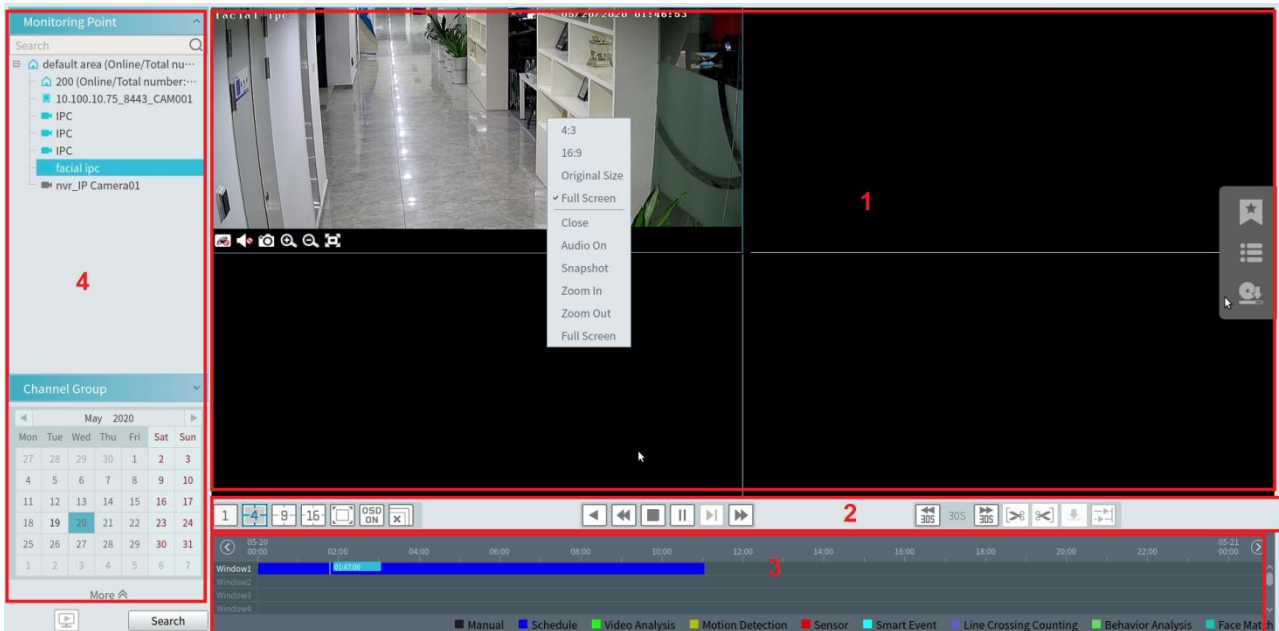 Monitoring Point
Search
default area (Online/Total nu···
200 (Online/Total number:···
10.100.10.75_8443_CAM001
IPC
IPC
IPC
facial ipc
nvr_IP Camera01
4
Channel Group
May 2020
Mon Tue Wed Thu Fri Sat Sun
27 28 29 30 1 2 3
4 5 6 7 8 9 10
11 12 13 14 15 16 17
18 19 20 21 22 23 24
25 26 27 28 29 30 31
1 2 3 4 5 6 7
More
Search
facial ipc
05/20/2020 01:46:53
4:3
16:9
Original Size
Full Screen
Close
Audio On
Snapshot
Zoom In
Zoom Out
Full Screen
1
1 4 9 16 OSD ON
2
30S 30S 30S
05-20 05-21
00:00 02:00 04:00 06:00 08:00 10:00 12:00 14:00 16:00 18:00 20:00 22:00 00:00
Window1 01:47:00
3
Window2
Window3
Window4
Manual Schedule Video Analysis Motion Detection Sensor Smart Event Line Crossing Counting Behavior Analysis Face Match